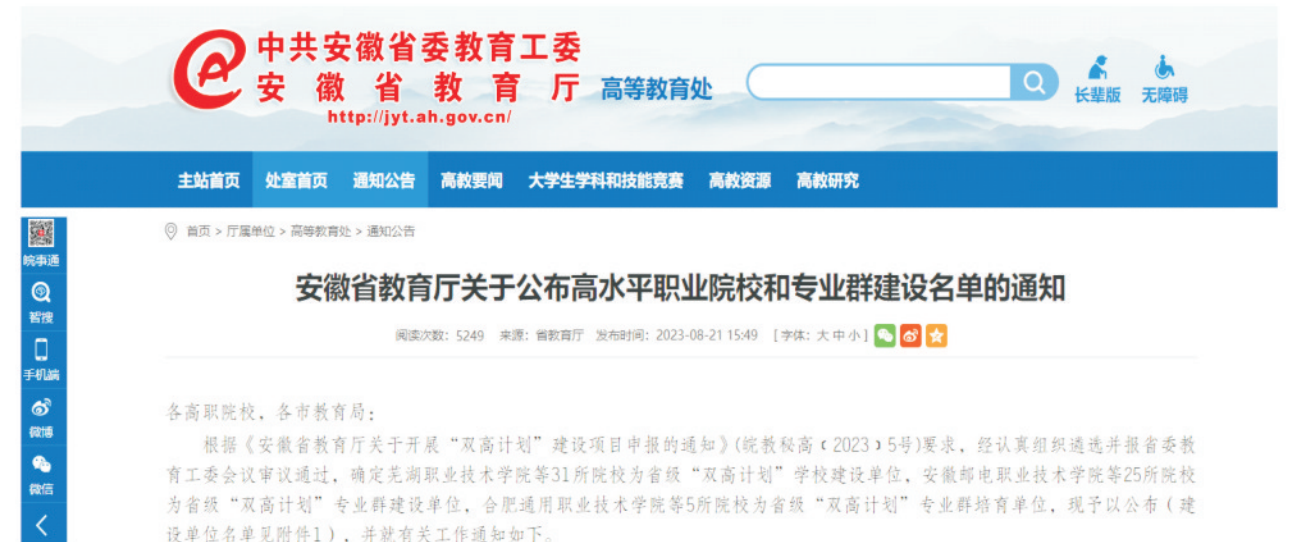 中共安徽省委教育工委
安徽省教育厅
高等教育处
http://jyt.ah.gov.cn/
长辈版
无障碍
主站首页 处室首页 通知公告 高教要闻 大学生学科和技能竞赛 高教资源 高教研究
皖事通
智搜
手机端
微博
微信
首页 > 厅属单位 > 高等教育处 > 通知公告
安徽省教育厅关于公布高水平职业院校和专业群建设名单的通知
阅读次数：5249 来源：省教育厅 发布时间：2023-08-21 15:49 [字体：大 中 小]
各高职院校，各市教育局：
根据《安徽省教育厅关于开展“双高计划”建设项目申报的通知》(皖教秘高〔2023〕5号)要求，经认真组织遴选并报省委教
育工委会议审议通过，确定芜湖职业技术学院等31所院校为省级“双高计划”学校建设单位，安徽邮电职业技术学院等25所院校
为省级“双高计划”专业群建设单位，合肥通用职业技术学院等5所院校为省级“双高计划”专业群培育单位，现予以公布（建
设单位名单见附件1），并就有关工作通知如下。